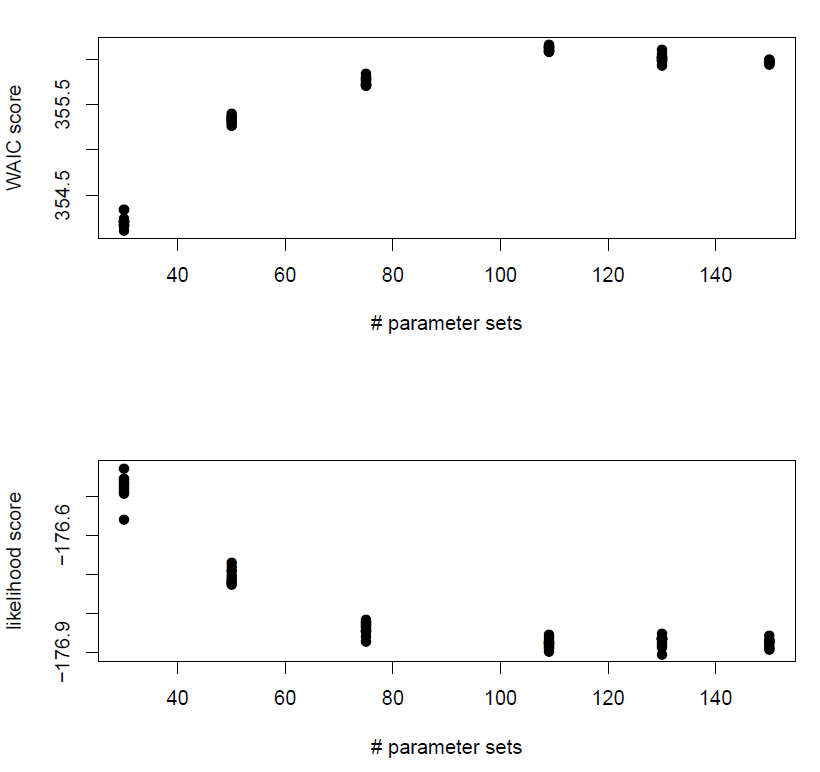 WAIC score
355.5
354.5
40 60 80 100 120 140
# parameter sets
likelihood score
−176.6
−176.9
40 60 80 100 120 140
# parameter sets